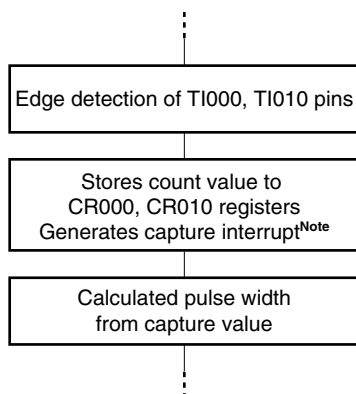 Edge detection of TI000, TI010 pins
Stores count value to
CR000, CR010 registers
Generates capture interruptNote
Calculated pulse width
from capture value